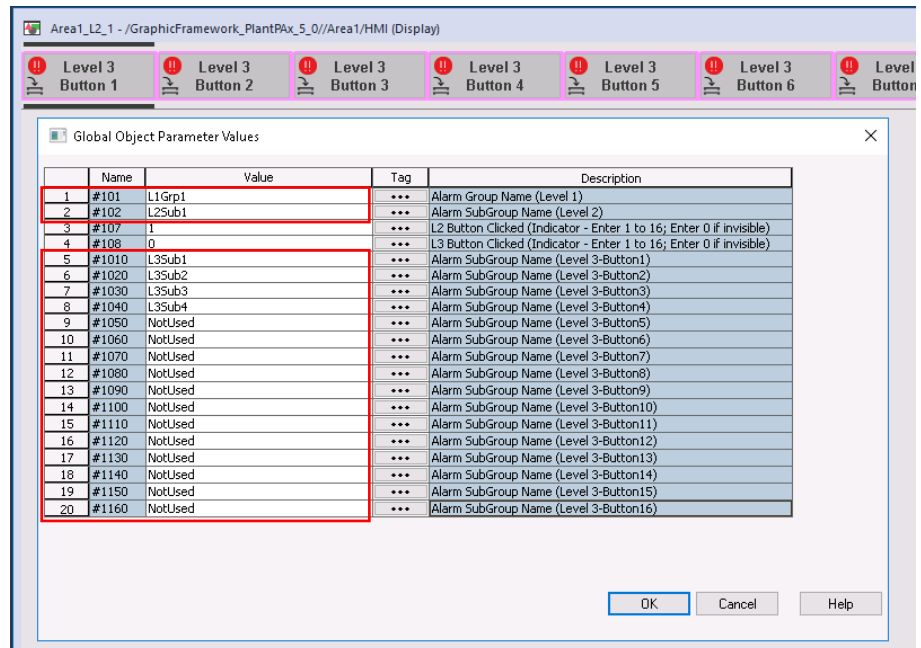 Area1_L2_1 - /GraphicFramework_PlantPAx_5_0//Area1/HMI (Display)
!! Level 3 Button 1
!! Level 3 Button 2
!! Level 3 Button 3
!! Level 3 Button 4
!! Level 3 Button 5
!! Level 3 Button 6
!! Level Button
Global Object Parameter Values
Name Value Tag Description
1 #101 L1Grp1 ••• Alarm Group Name (Level 1)
2 #102 L2Sub1 ••• Alarm SubGroup Name (Level 2)
3 #107 1 ••• L2 Button Clicked (Indicator - Enter 1 to 16; Enter 0 if invisible)
4 #108 0 ••• L3 Button Clicked (Indicator - Enter 1 to 16; Enter 0 if invisible)
5 #1010 L3Sub1 ••• Alarm SubGroup Name (Level 3-Button1)
6 #1020 L3Sub2 ••• Alarm SubGroup Name (Level 3-Button2)
7 #1030 L3Sub3 ••• Alarm SubGroup Name (Level 3-Button3)
8 #1040 L3Sub4 ••• Alarm SubGroup Name (Level 3-Button4)
9 #1050 NotUsed ••• Alarm SubGroup Name (Level 3-Button5)
10 #1060 NotUsed ••• Alarm SubGroup Name (Level 3-Button6)
11 #1070 NotUsed ••• Alarm SubGroup Name (Level 3-Button7)
12 #1080 NotUsed ••• Alarm SubGroup Name (Level 3-Button8)
13 #1090 NotUsed ••• Alarm SubGroup Name (Level 3-Button9)
14 #1100 NotUsed ••• Alarm SubGroup Name (Level 3-Button10)
15 #1110 NotUsed ••• Alarm SubGroup Name (Level 3-Button11)
16 #1120 NotUsed ••• Alarm SubGroup Name (Level 3-Button12)
17 #1130 NotUsed ••• Alarm SubGroup Name (Level 3-Button13)
18 #1140 NotUsed ••• Alarm SubGroup Name (Level 3-Button14)
19 #1150 NotUsed ••• Alarm SubGroup Name (Level 3-Button15)
20 #1160 NotUsed ••• Alarm SubGroup Name (Level 3-Button16)
OK Cancel Help